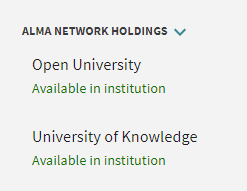 ALMA NETWORK HOLDINGS
Open University
Available in institution
University of Knowledge
Available in institution